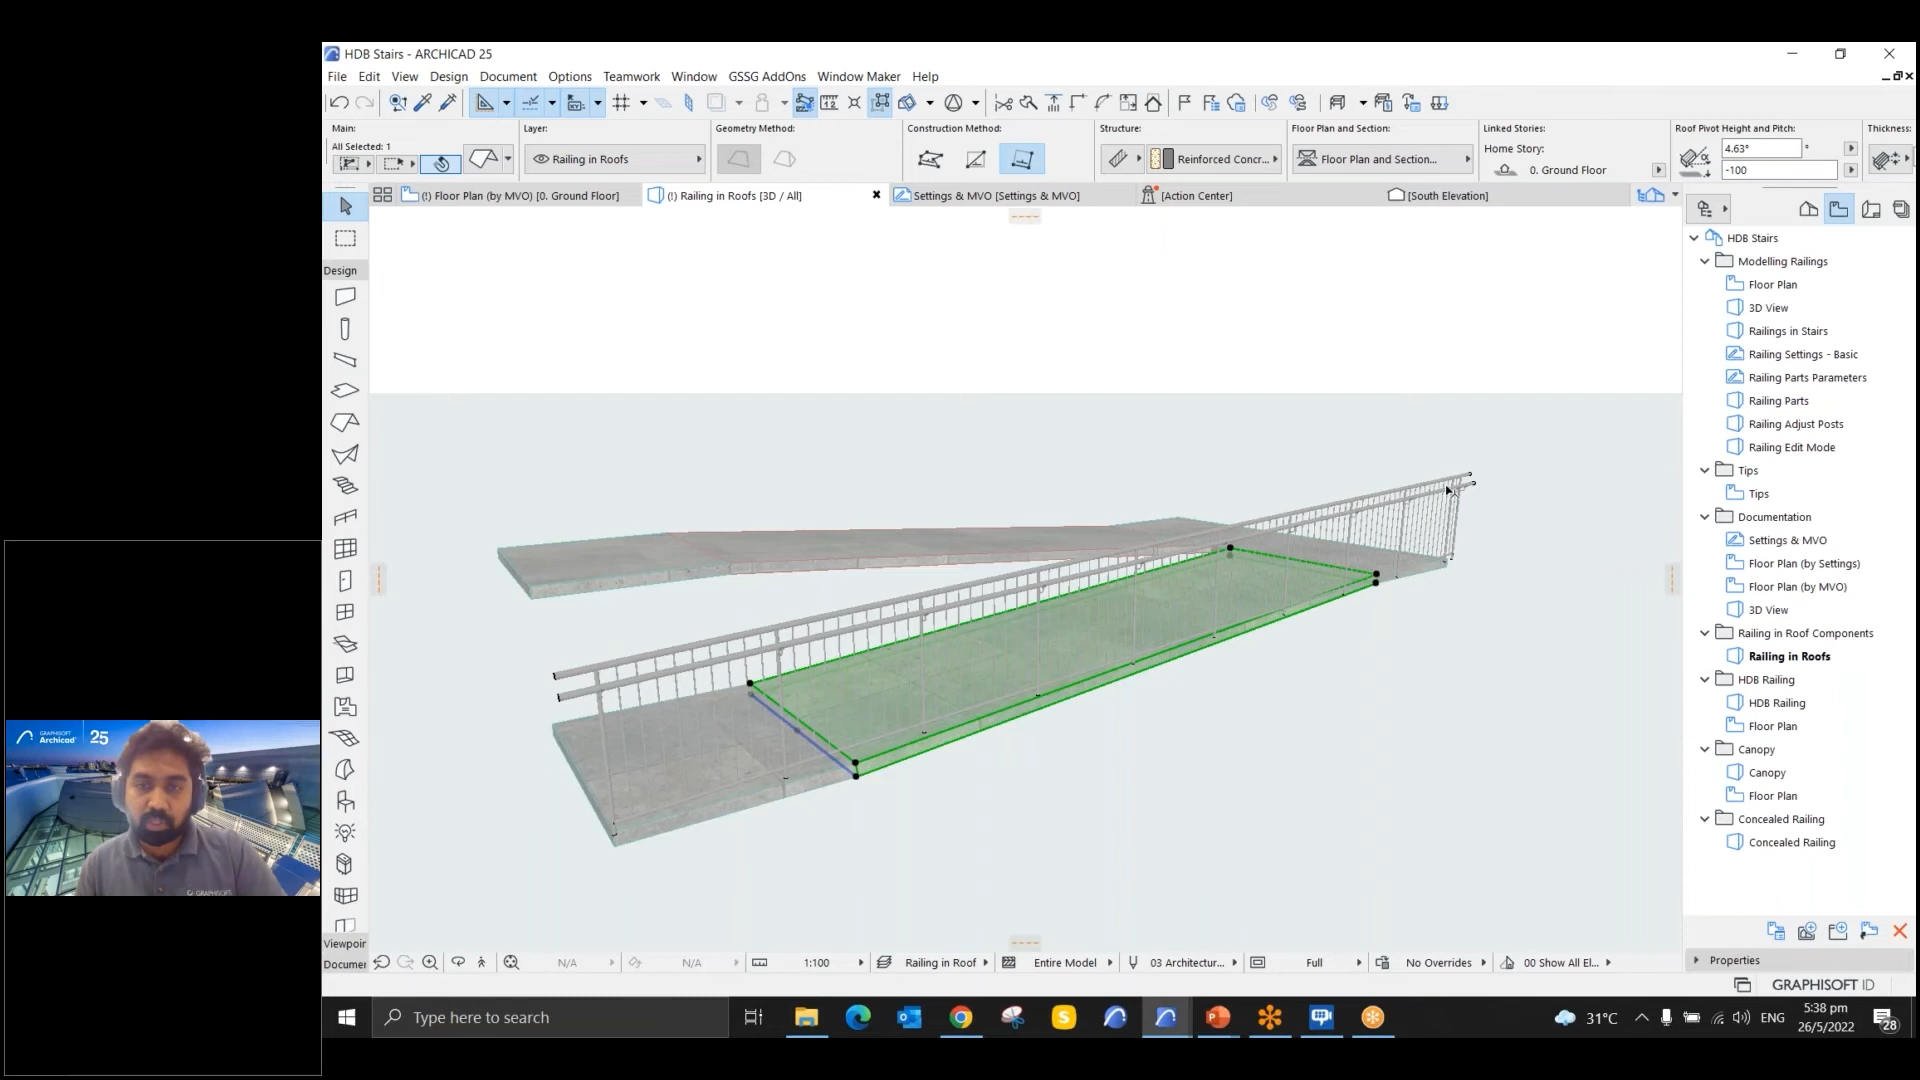 HDB Stairs - ARCHICAD 25
File Edit View Design Document Options Teamwork Window GSSG AddOns Window Maker Help
Main:
All Selected: 1
Layer:
Railing in Roofs
Geometry Method:
Construction Method:
Structure:
Reinforced Concr...
Floor Plan and Section:
Floor Plan and Section...
Linked Stories:
Home Story:
0. Ground Floor
Roof Pivot Height and Pitch:
4.63°
°
-100
Thickness:
(!) Floor Plan (by MVO) [0. Ground Floor]
(!) Railing in Roofs [3D / All]
Settings & MVO [Settings & MVO]
[Action Center]
[South Elevation]
Design
Viewpoir
Documer
HDB Stairs
Modelling Railings
Floor Plan
3D View
Railings in Stairs
Railing Settings - Basic
Railing Parts Parameters
Railing Parts
Railing Adjust Posts
Railing Edit Mode
Tips
Tips
Documentation
Settings & MVO
Floor Plan (by Settings)
Floor Plan (by MVO)
3D View
Railing in Roof Components
Railing in Roofs
HDB Railing
HDB Railing
Floor Plan
Canopy
Canopy
Floor Plan
Concealed Railing
Concealed Railing
Properties
N/A N/A 1:100 Railing in Roof Entire Model 03 Architectur... Full No Overrides 00 Show All El...
GRAPHISOFT ID
GRAPHISOFT
Archicad
25
GRAPHISOFT
Type here to search
31°C
ENG
5:38 pm
26/5/2022
28